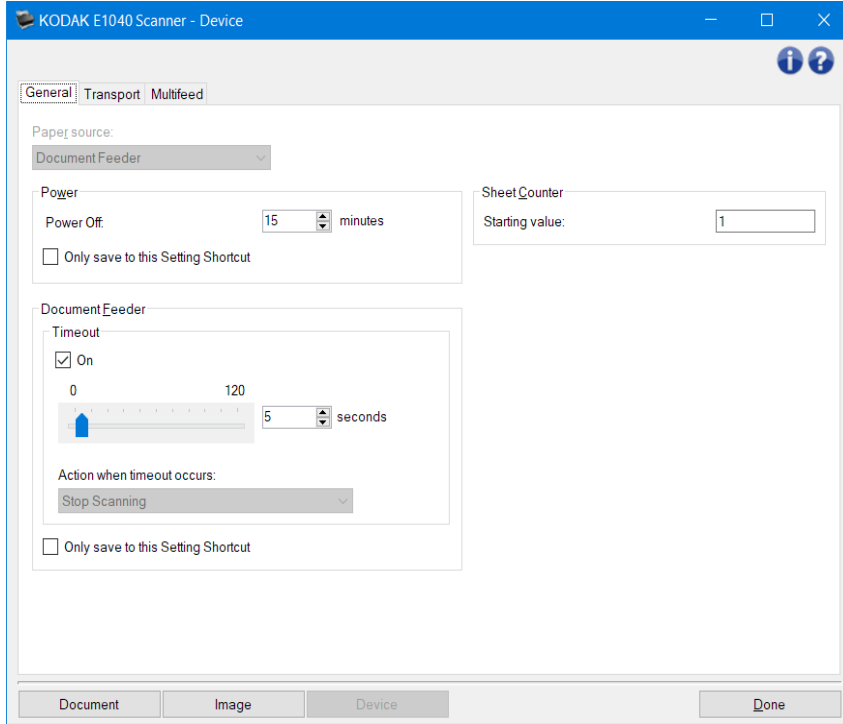 KODAK E1040 Scanner - Device
General Transport Multifeed
Paper source:
Document Feeder
Power
Power Off: 15 minutes
Only save to this Setting Shortcut
Sheet Counter
Starting value: 1
Document Feeder
Timeout
On
0 120
5 seconds
Action when timeout occurs:
Stop Scanning
Only save to this Setting Shortcut
Document Image Device Done